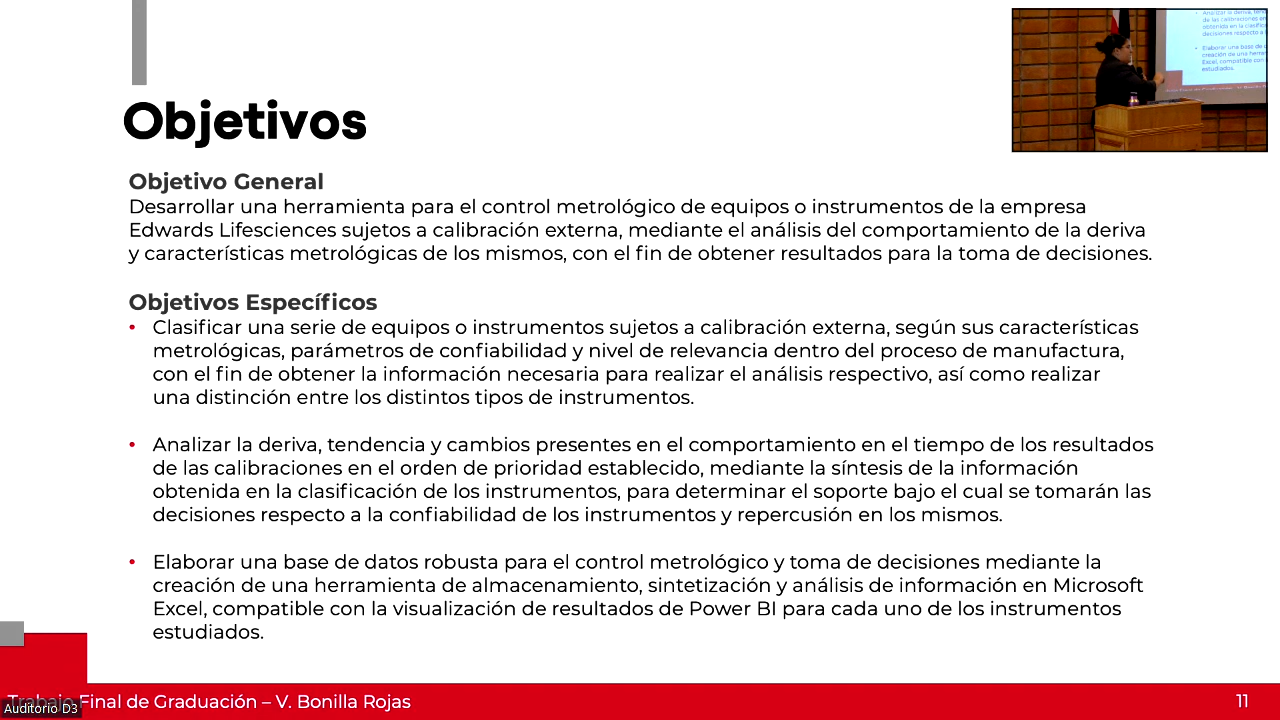 Objetivos
Objetivo General
Desarrollar una herramienta para el control metrológico de equipos o instrumentos de la empresa
Edwards Lifesciences sujetos a calibración externa, mediante el análisis del comportamiento de la deriva
y características metrológicas de los mismos, con el fin de obtener resultados para la toma de decisiones.
Objetivos Específicos
• Clasificar una serie de equipos o instrumentos sujetos a calibración externa, según sus características
metrológicas, parámetros de confiabilidad y nivel de relevancia dentro del proceso de manufactura,
con el fin de obtener la información necesaria para realizar el análisis respectivo, así como realizar
una distinción entre los distintos tipos de instrumentos.
• Analizar la deriva, tendencia y cambios presentes en el comportamiento en el tiempo de los resultados
de las calibraciones en el orden de prioridad establecido, mediante la síntesis de la información
obtenida en la clasificación de los instrumentos, para determinar el soporte bajo el cual se tomarán las
decisiones respecto a la confiabilidad de los instrumentos y repercusión en los mismos.
• Elaborar una base de datos robusta para el control metrológico y toma de decisiones mediante la
creación de una herramienta de almacenamiento, sintetización y análisis de información en Microsoft
Excel, compatible con la visualización de resultados de Power BI para cada uno de los instrumentos
estudiados.
Trabajo Final de Graduación – V. Bonilla Rojas
11
Auditorio D3